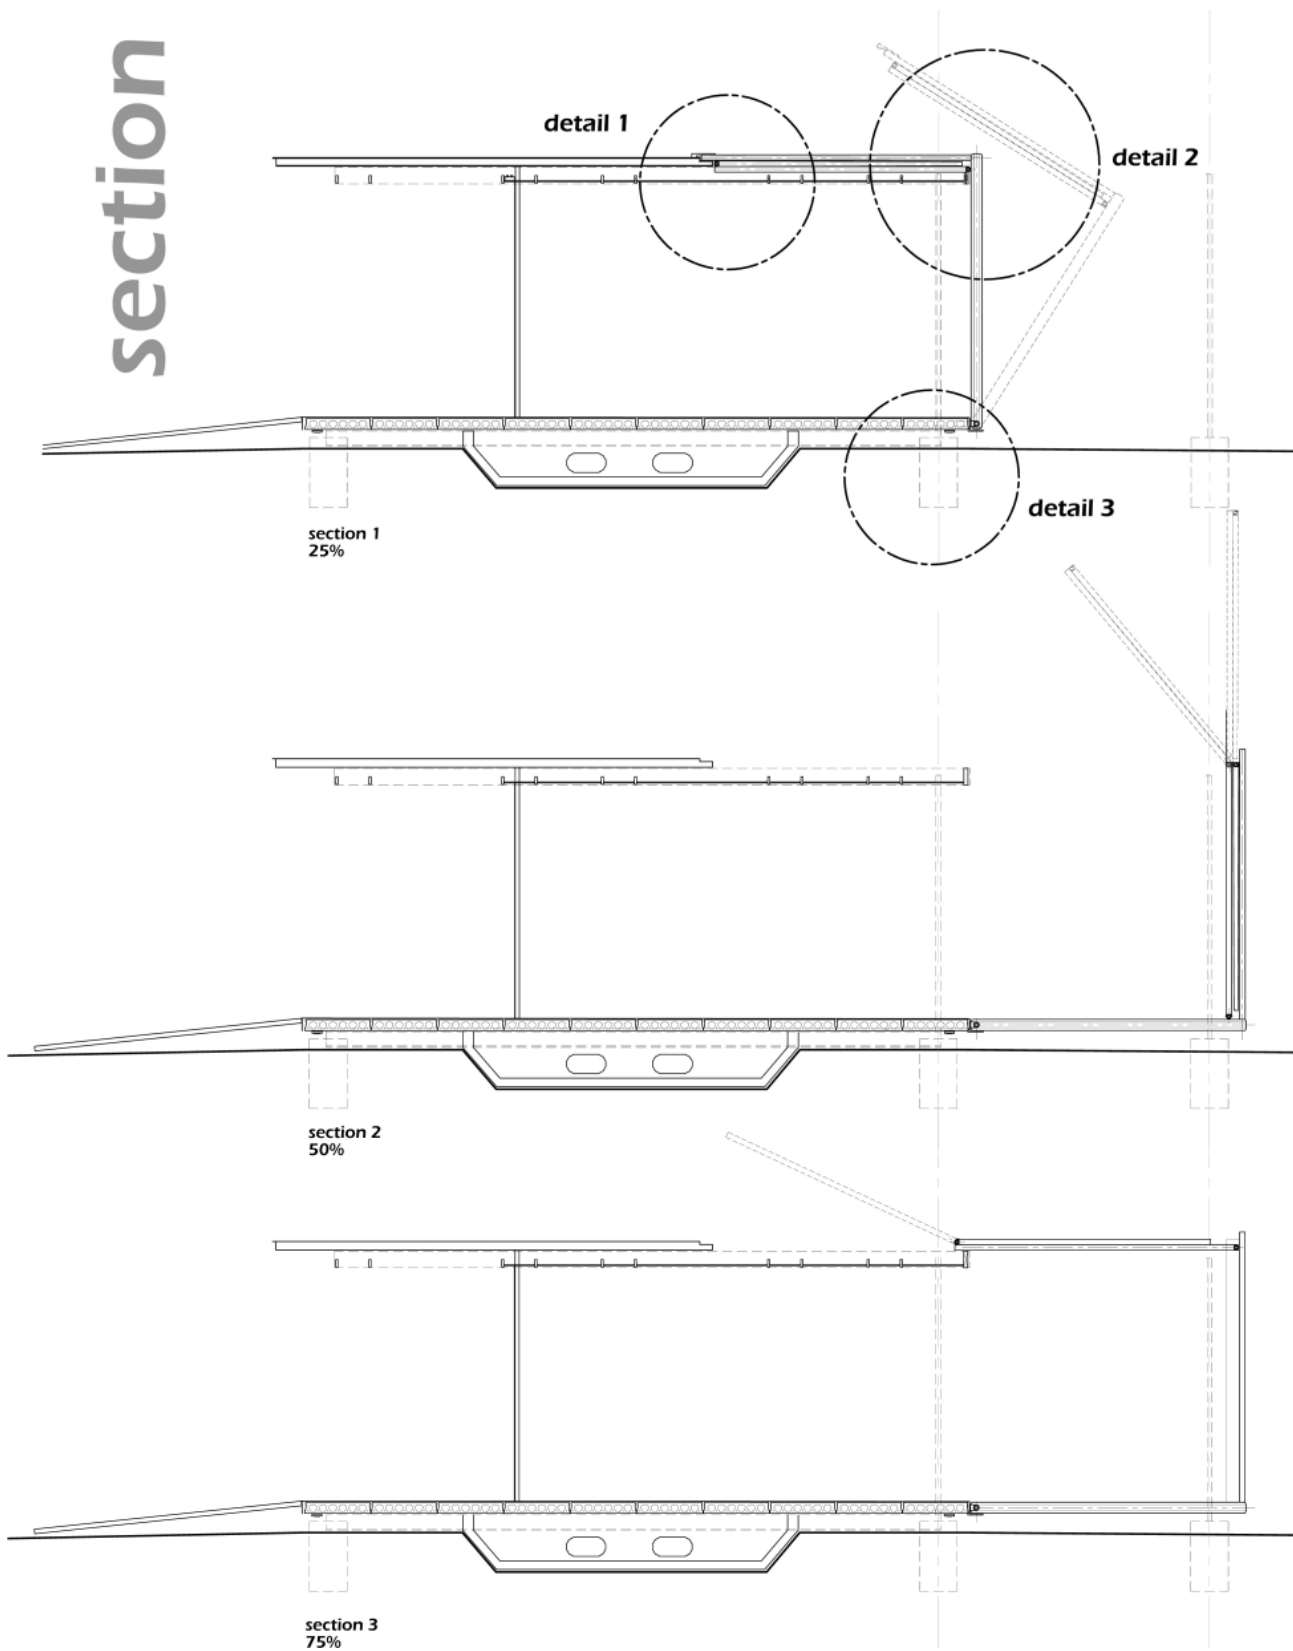 section
detail 1
detail 2
detail 3
section 1
25%
section 2
50%
section 3
75%